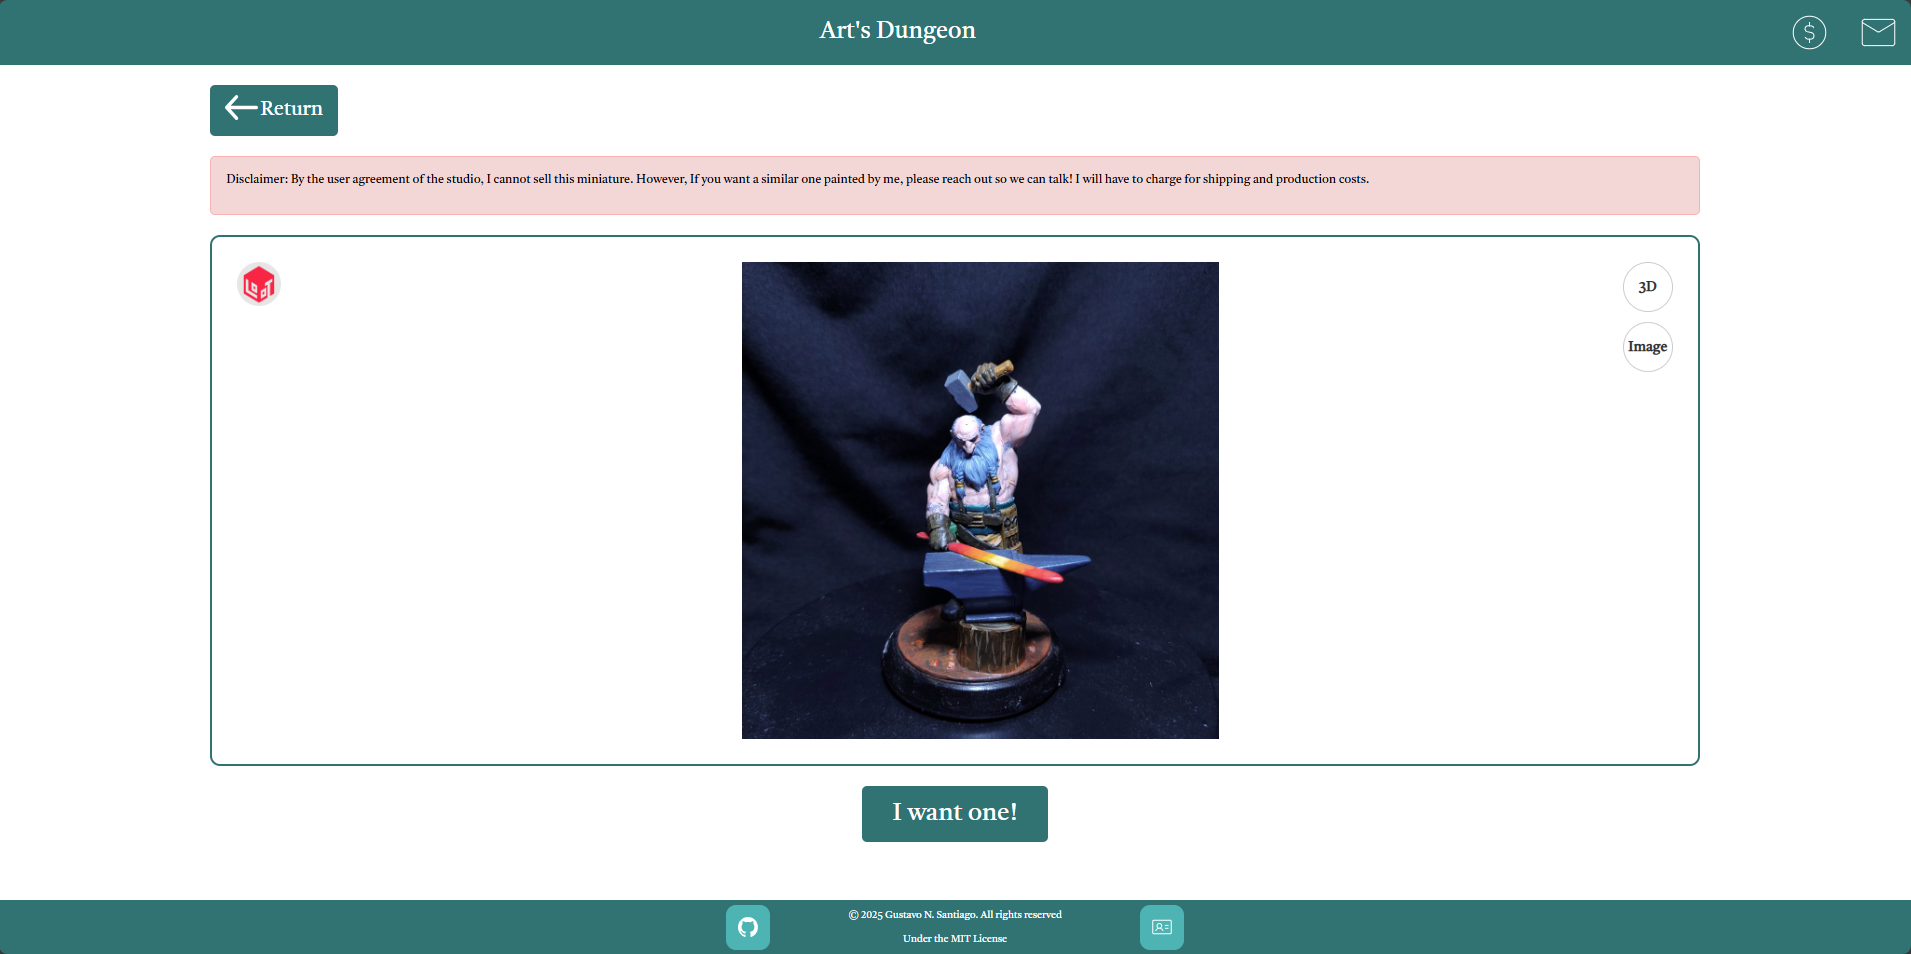 Art's Dungeon
$
Return
Disclaimer: By the user agreement of the studio, I cannot sell this miniature. However, If you want a similar one painted by me, please reach out so we can talk! I will have to charge for shipping and production costs.
LOOT
3D
Image
I want one!
© 2025 Gustavo N. Santiago. All rights reserved
Under the MIT License